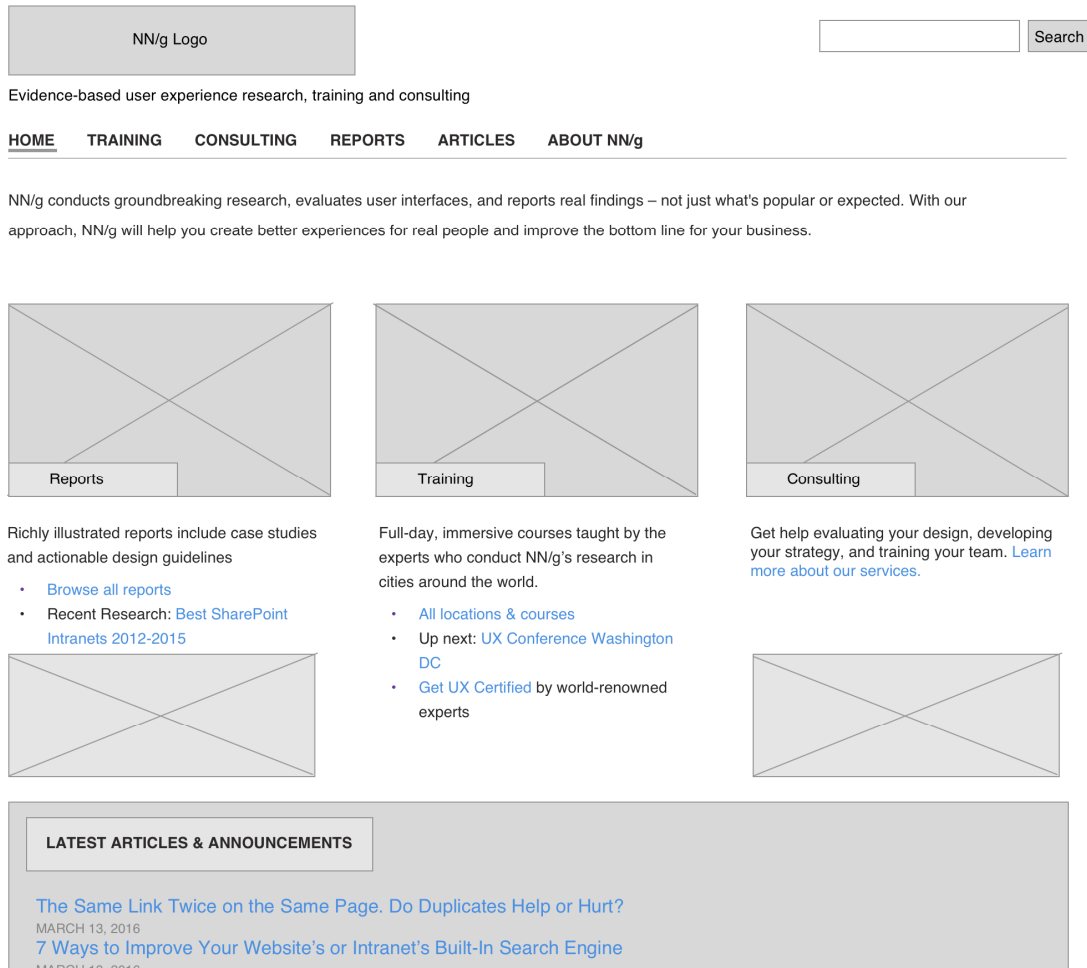 NN/g Logo
Search
Evidence-based user experience research, training and consulting
HOME TRAINING CONSULTING REPORTS ARTICLES ABOUT NN/g
NN/g conducts groundbreaking research, evaluates user interfaces, and reports real findings – not just what's popular or expected. With our
approach, NN/g will help you create better experiences for real people and improve the bottom line for your business.
Reports
Training
Consulting
Richly illustrated reports include case studies
and actionable design guidelines
• Browse all reports
• Recent Research: Best SharePoint
Intranets 2012-2015
Full-day, immersive courses taught by the
experts who conduct NN/g’s research in
cities around the world.
• All locations & courses
• Up next: UX Conference Washington
DC
• Get UX Certified by world-renowned
experts
Get help evaluating your design, developing
your strategy, and training your team. Learn
more about our services.
LATEST ARTICLES & ANNOUNCEMENTS
The Same Link Twice on the Same Page. Do Duplicates Help or Hurt?
MARCH 13, 2016
7 Ways to Improve Your Website’s or Intranet’s Built-In Search Engine